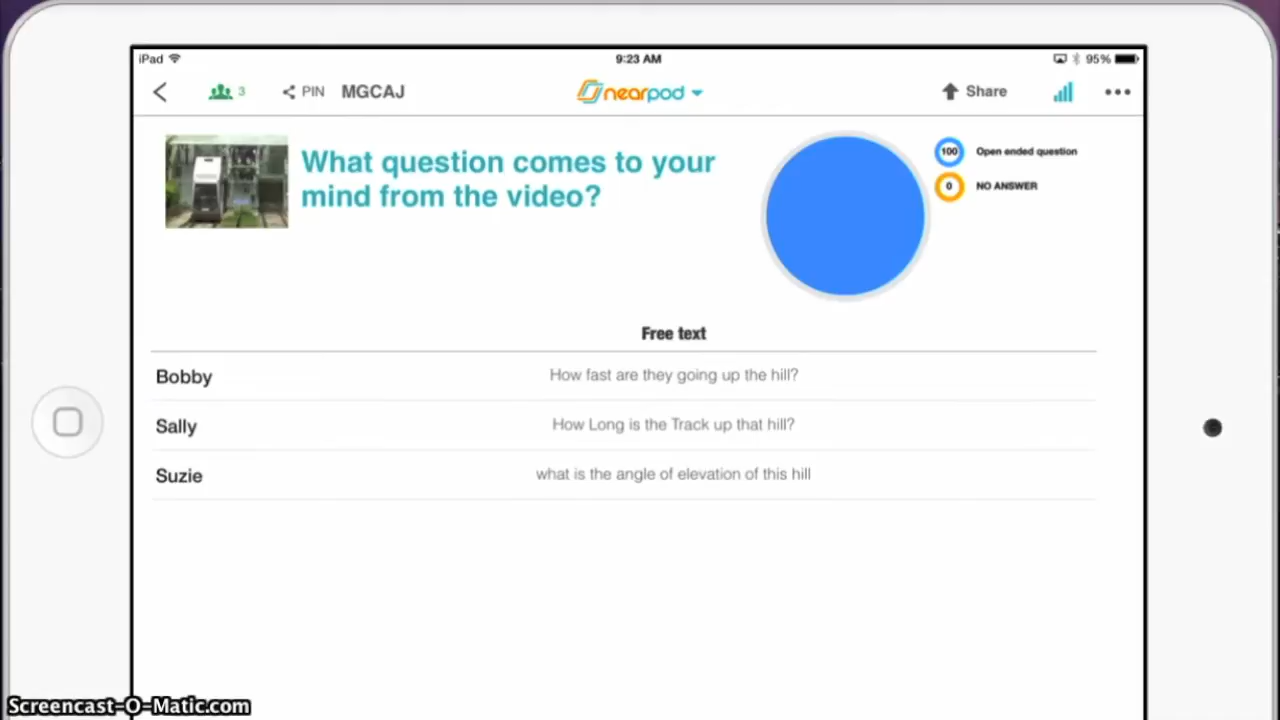 iPad 9:23 AM 95%
3 PIN MGCAJ nearpod Share
What question comes to your
mind from the video?
100 Open ended question
0 NO ANSWER
Free text
Bobby How fast are they going up the hill?
Sally How Long is the Track up that hill?
Suzie what is the angle of elevation of this hill
Screencast-O-Matic.com